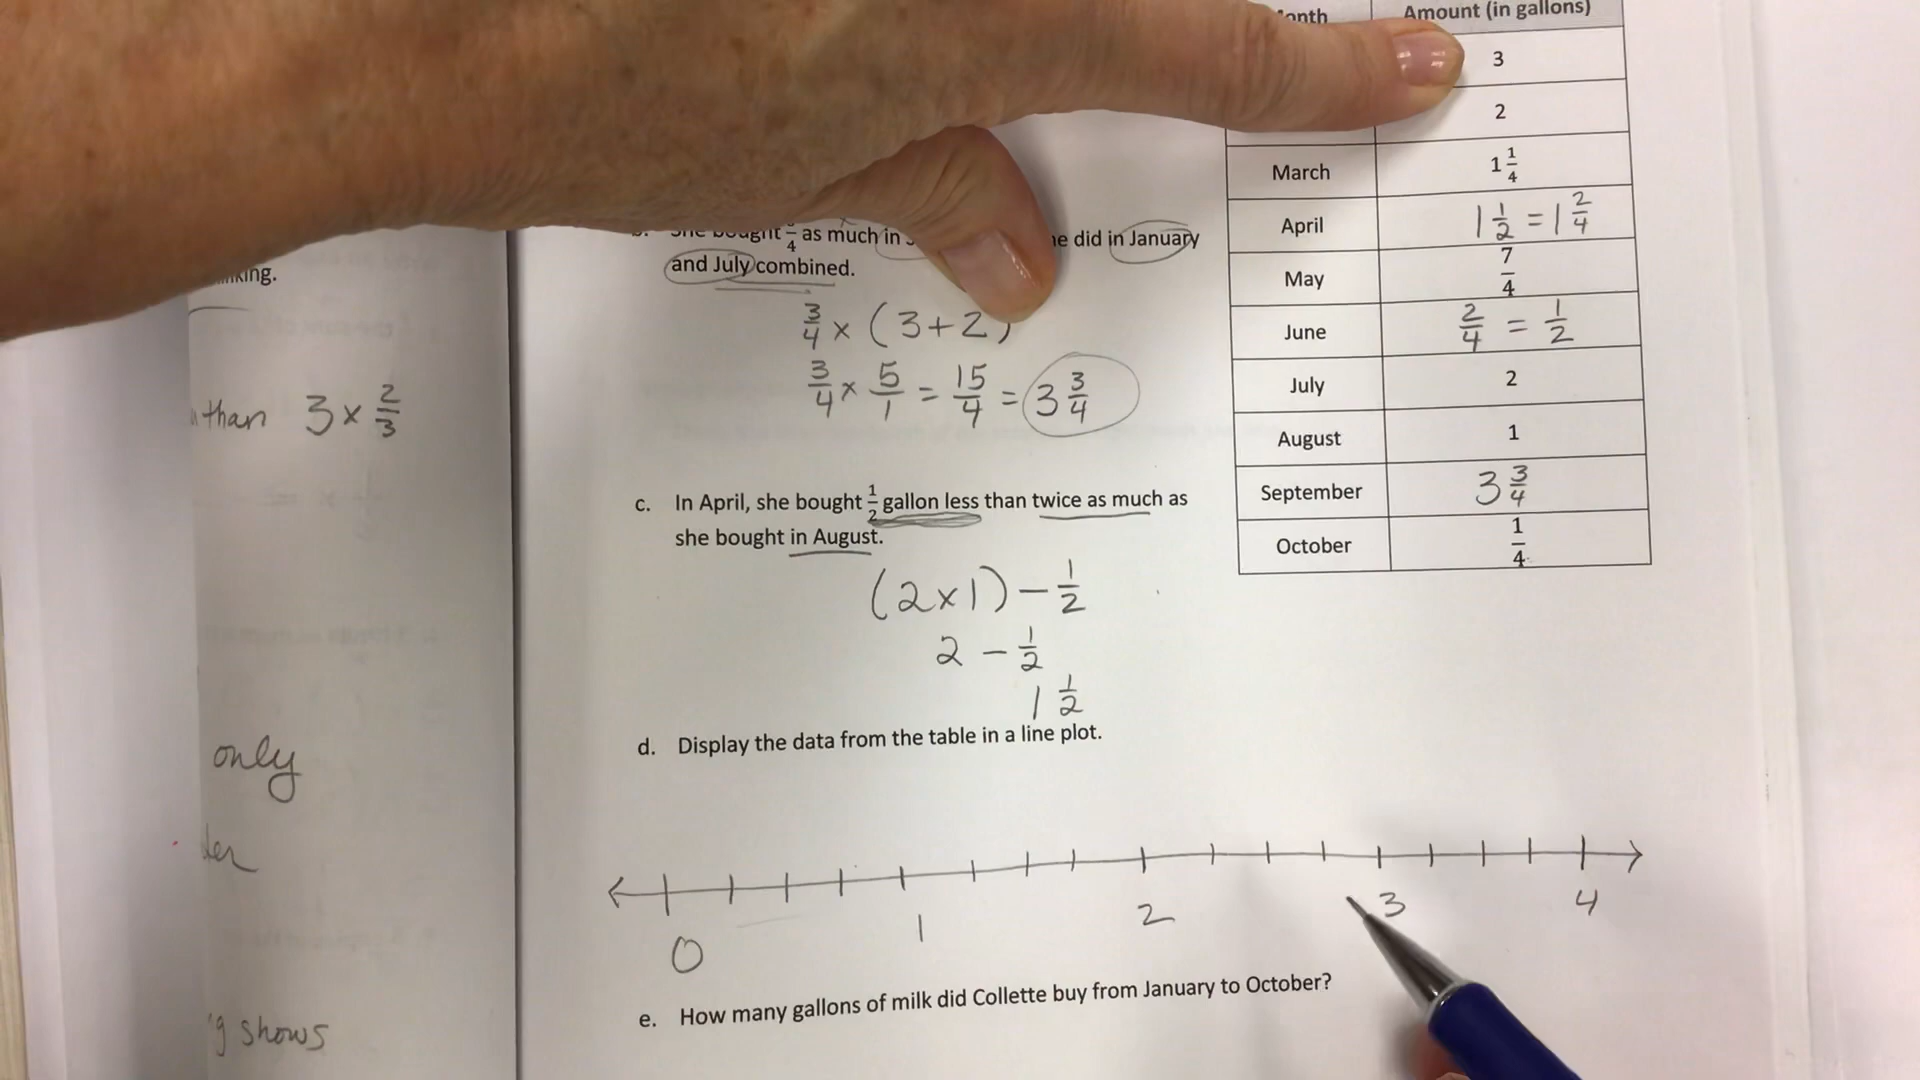 Amount (in gallons)
3
2
March 1 1/4
April 1 1/2 = 1 2/4
May 7/4
June 2/4 = 1/2
July 2
August 1
September 3 3/4
October 1/4
than 3 × 2/3
only
shows
as much in
did in January
and July combined.
3/4 × (3+2)
3/4 × 5/1 = 15/4 = 3 3/4
c. In April, she bought 1/2 gallon less than twice as much as
she bought in August.
(2×1) - 1/2
2 - 1/2
1 1/2
d. Display the data from the table in a line plot.
0 1 2 3 4
e. How many gallons of milk did Collette buy from January to October?